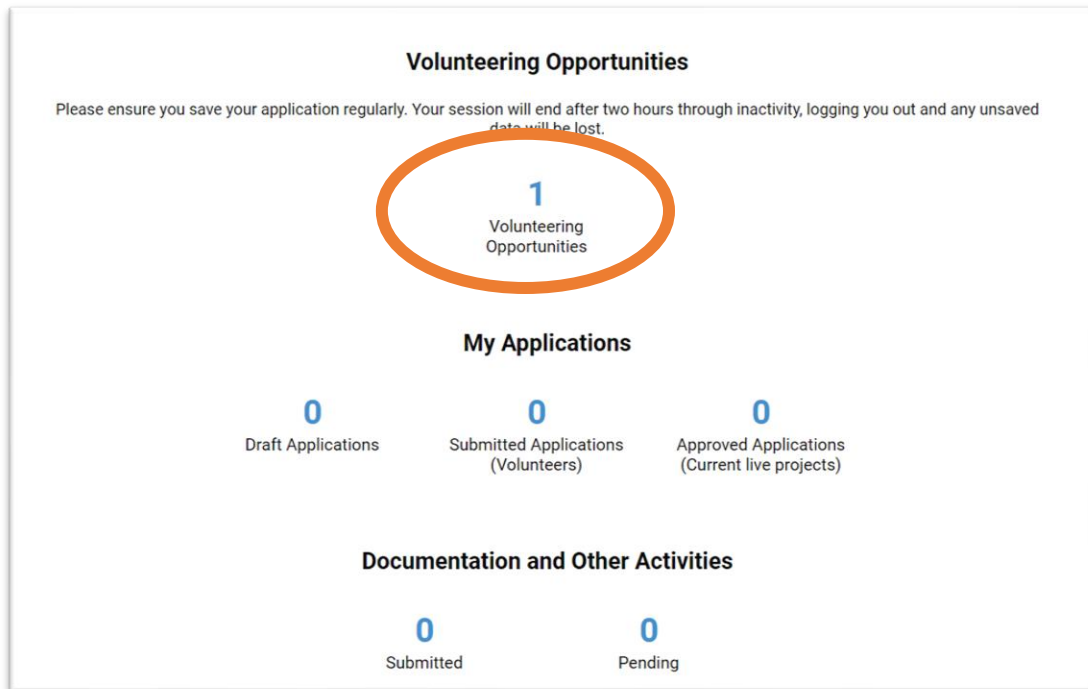 Volunteering Opportunities
Please ensure you save your application regularly. Your session will end after two hours through inactivity, logging you out and any unsaved
data will be lost.
1
Volunteering
Opportunities
My Applications
0 0 0
Draft Applications Submitted Applications Approved Applications
(Volunteers) (Current live projects)
Documentation and Other Activities
0 0
Submitted Pending